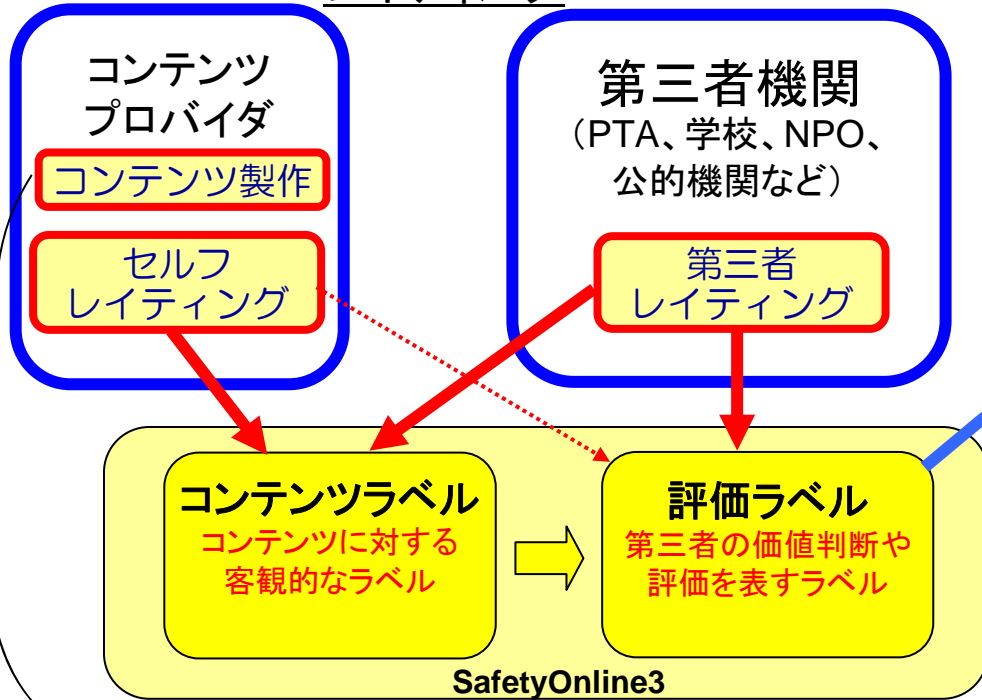 コンテンツ
プロバイダ
コンテンツ製作
セルフ
レイティング
第三者機関
（PTA、学校、NPO、
公的機関など）
第三者
レイティング
コンテンツラベル
コンテンツに対する
客観的なラベル
評価ラベル
第三者の価値判断や
評価を表すラベル
SafetyOnline3